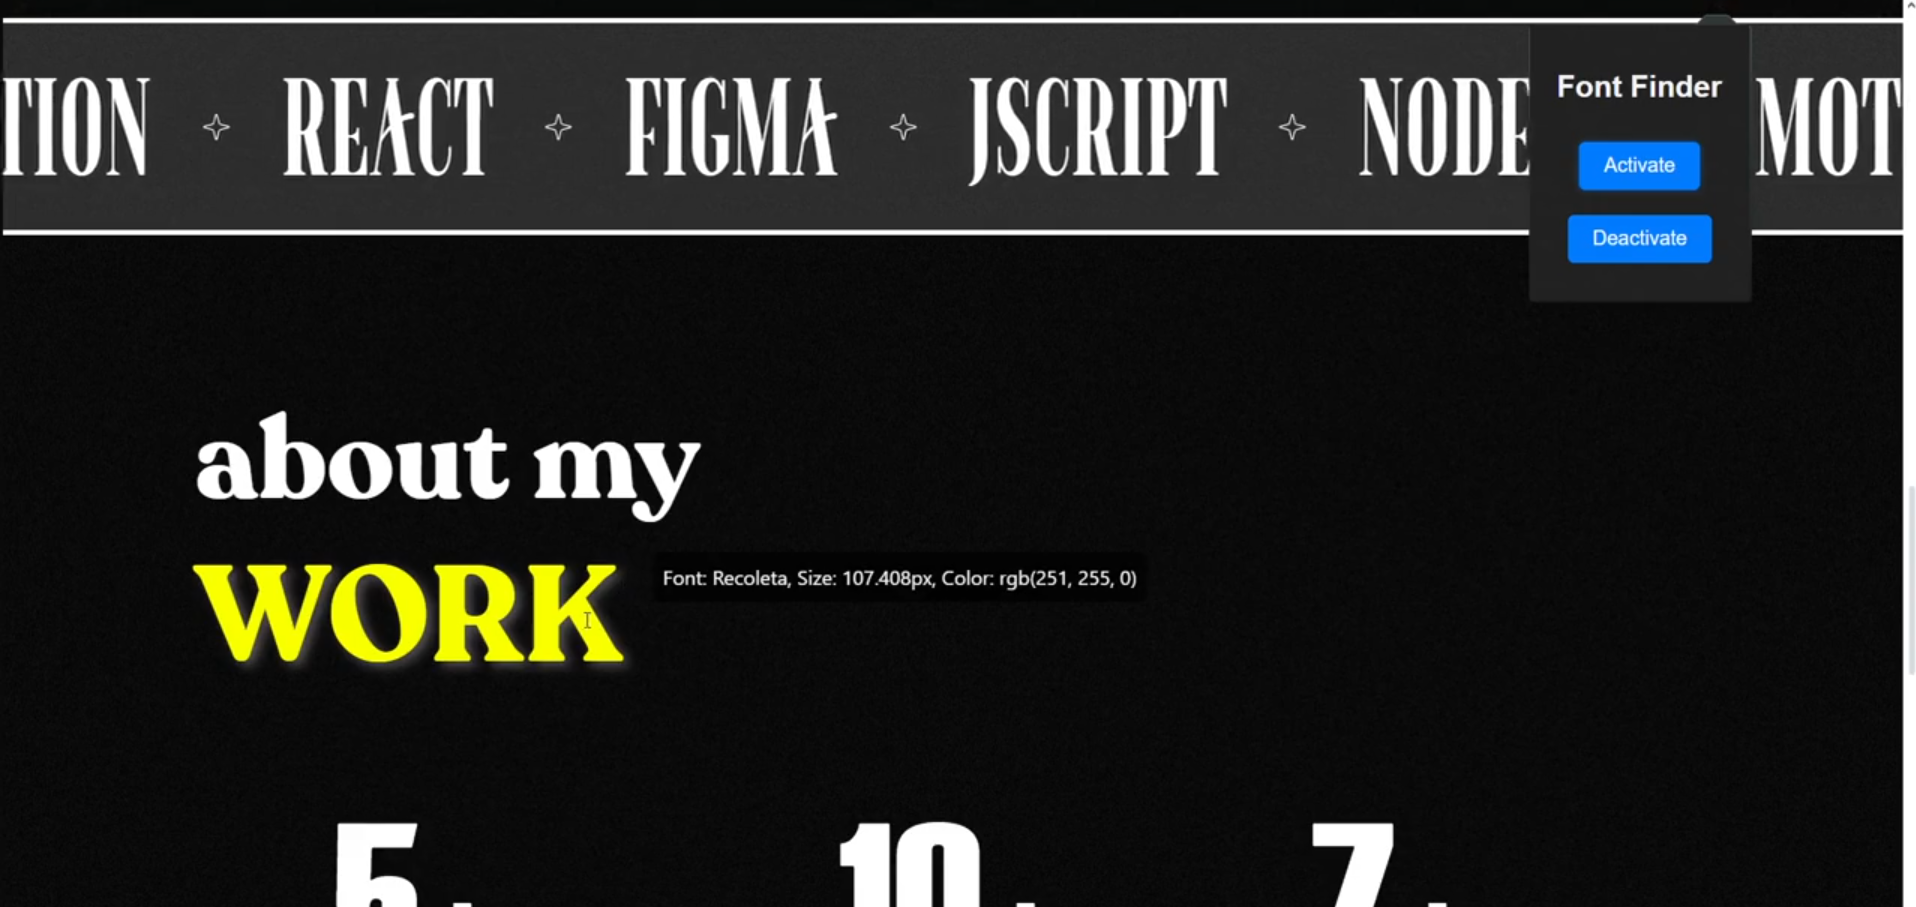 TION REACT FIGMA JSCRIPT NODE MOT
Font Finder
Activate
Deactivate
about my
WORK
Font: Recoleta, Size: 107.408px, Color: rgb(251, 255, 0)
5 10 7